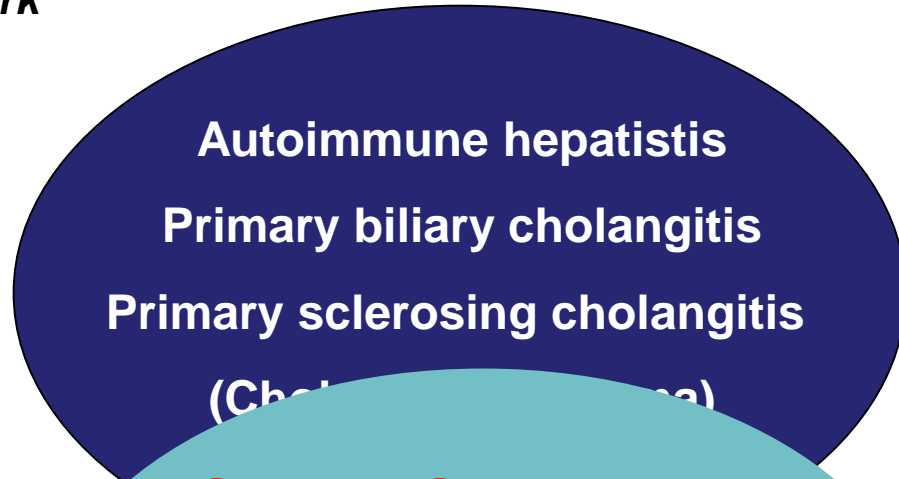 Autoimmune hepatistis
Primary biliary cholangitis
Primary sclerosing cholangitis